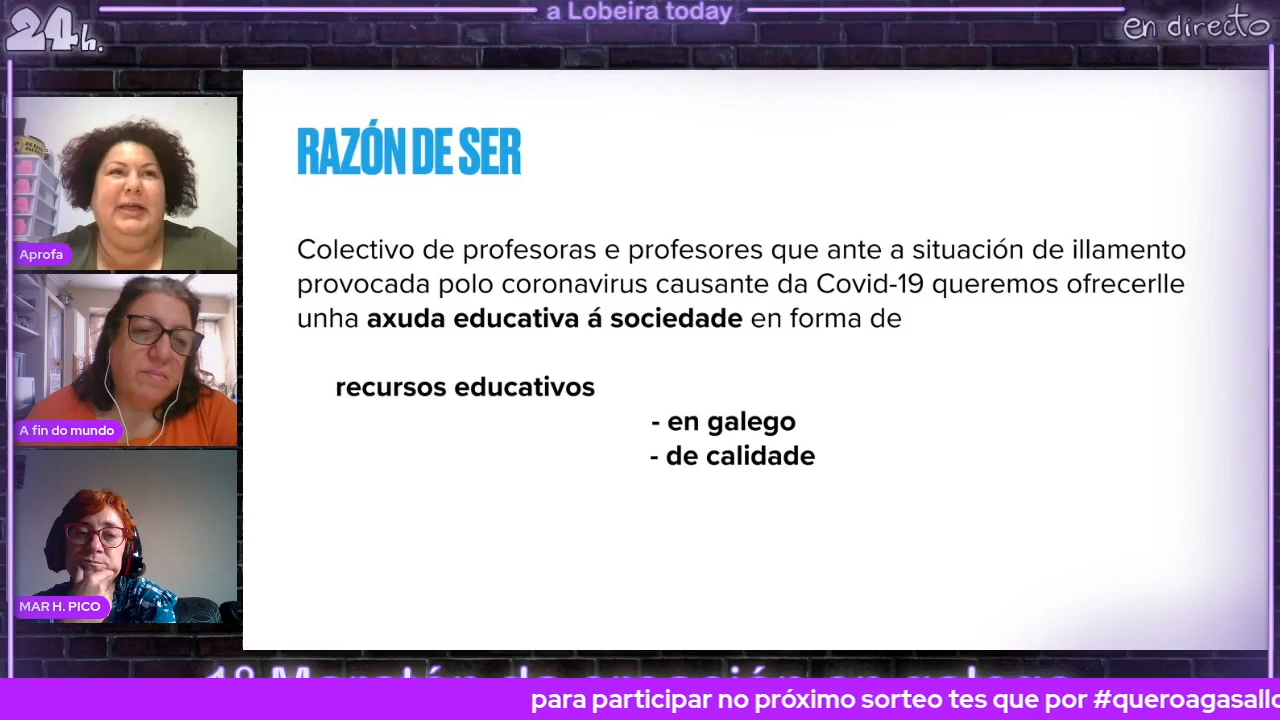 24h.
a Lobeira today
en directo
RAZÓN DE SER
Colectivo de profesoras e profesores que ante a situación de illamento
provocada polo coronavirus causante da Covid-19 queremos ofrecerlle
unha axuda educativa á sociedade en forma de
recursos educativos
- en galego
- de calidade
Aprofa
A fin do mundo
MAR H. PICO
para participar no próximo sorteo tes que por #queroagasallo